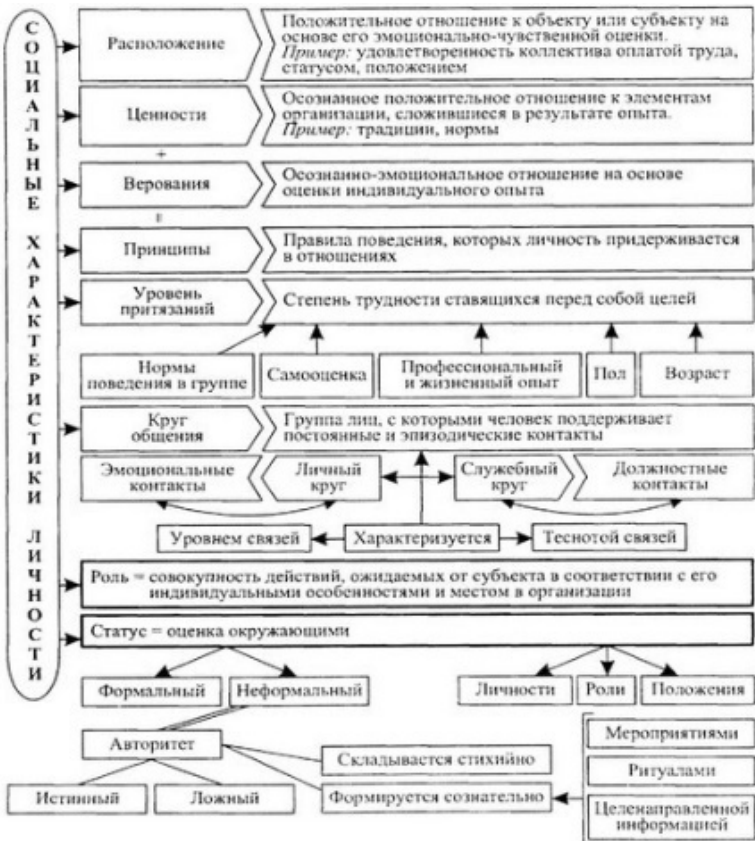 СОЦИАЛЬНЫЕ ХАРАКТЕРИСТИКИ ЛИЧНОСТИ
Расположение
Положительное отношение к объекту или субъекту на
основе его эмоционально-чувственной оценки.
Пример: удовлетворенность коллектива оплатой труда,
статусом, положением
Ценности
Осознанное положительное отношение к элементам
организации, сложившиеся в результате опыта.
Пример: традиции, нормы
+
Верования
Осознанно-эмоциональное отношение на основе
оценки индивидуального опыта
=
Принципы
Правила поведения, которых личность придерживается
в отношениях
Уровень
притязаний
Степень трудности ставящихся перед собой целей
Нормы
поведения в группе
Самооценка
Профессиональный
и жизненный опыт
Пол
Возраст
Круг
общения
Группа лиц, с которыми человек поддерживает
постоянные и эпизодические контакты
Эмоциональные
контакты
Личный
круг
Служебный
круг
Должностные
контакты
Уровнем связей
Характеризуется
Теснотой связей
Роль = совокупность действий, ожидаемых от субъекта в соответствии с его
индивидуальными особенностями и местом в организации
Статус = оценка окружающими
Формальный
Неформальный
Личности
Роли
Положения
Авторитет
Складывается стихийно
Мероприятиями
Ритуалами
Истинный
Ложный
Формируется сознательно
Целенаправленной
информацией